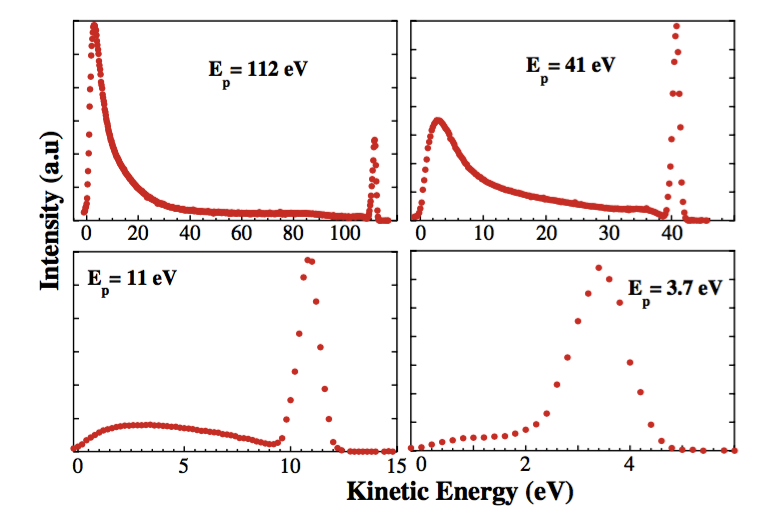 E_p = 112 eV
E_p = 41 eV
Intensity (a.u)
0 20 40 60 80 100
0 10 20 30 40
E_p = 11 eV
E_p = 3.7 eV
0 5 10 15
0 2 4
Kinetic Energy (eV)